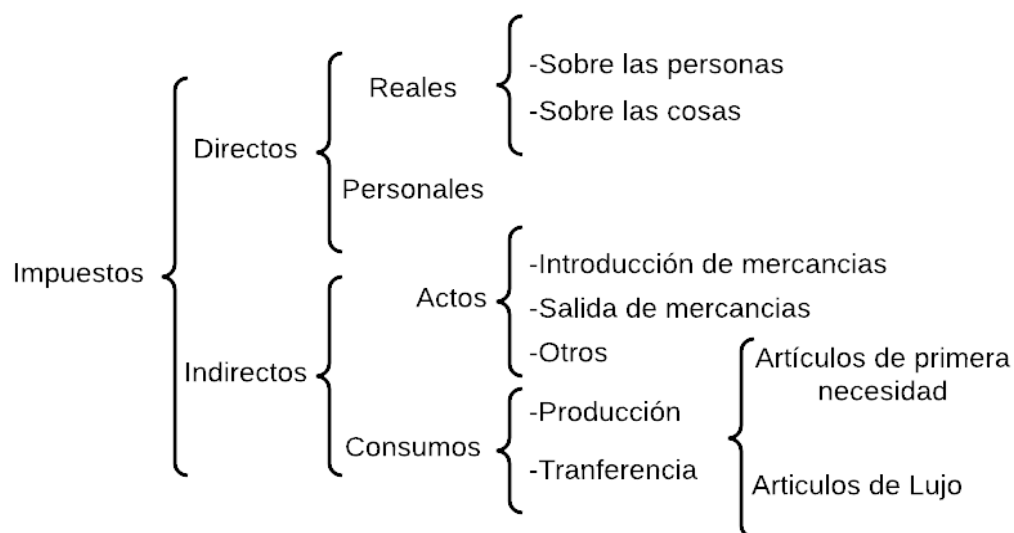 Impuestos
Directos
Reales
-Sobre las personas
-Sobre las cosas
Personales
Indirectos
Actos
-Introducción de mercancias
-Salida de mercancias
-Otros
Consumos
-Producción
-Tranferencia
Artículos de primera
necesidad
Articulos de Lujo